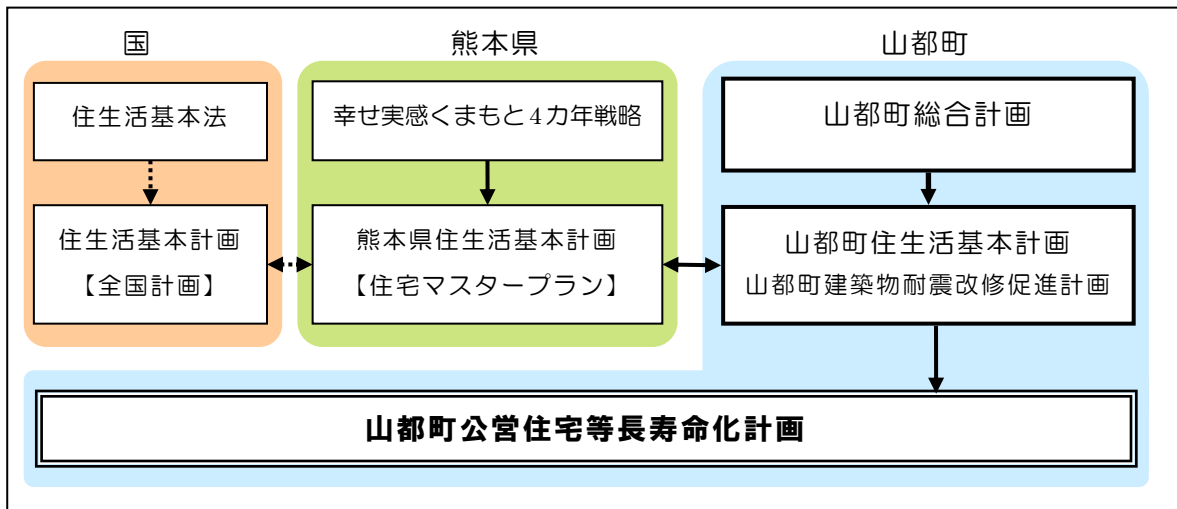 国
熊本県
山都町
住生活基本法
幸せ実感くまもと4カ年戦略
山都町総合計画
住生活基本計画
【全国計画】
熊本県住生活基本計画
【住宅マスタープラン】
山都町住生活基本計画
山都町建築物耐震改修促進計画
山都町公営住宅等長寿命化計画